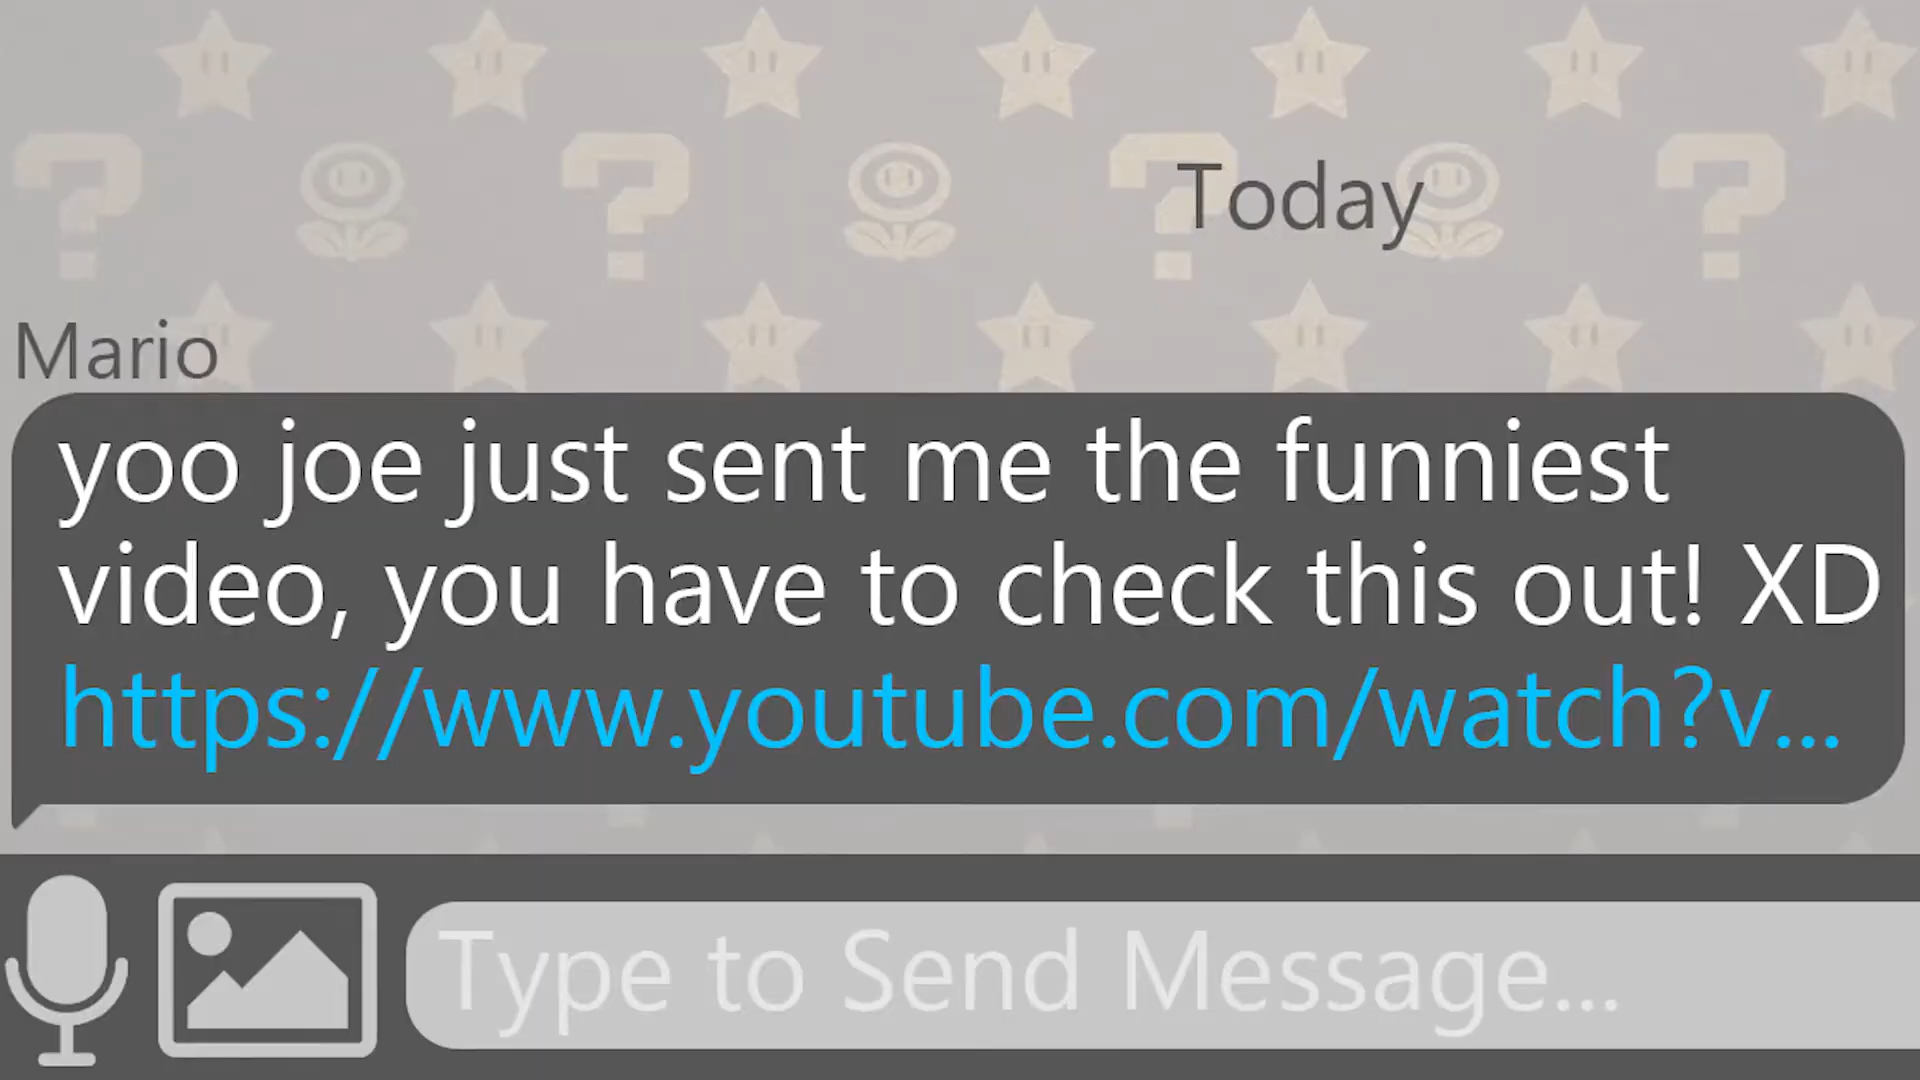 Today
Mario
yoo joe just sent me the funniest
video, you have to check this out! XD
https://www.youtube.com/watch?v...
Type to Send Message...